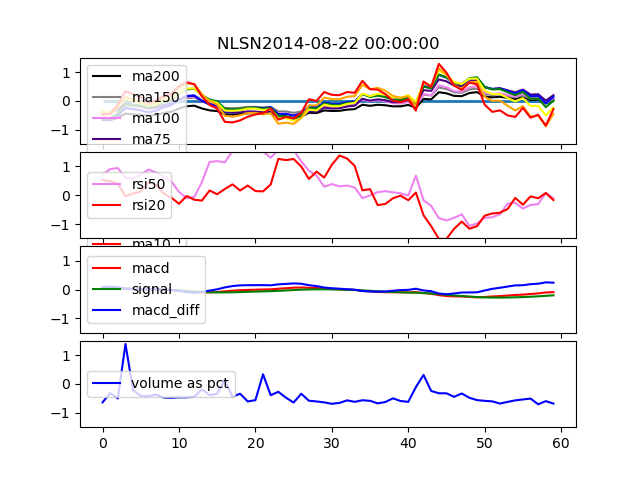 NLSN2014-08-22 00:00:00
1
0
−1
ma200
ma150
ma100
ma75
1
0
−1
rsi50
rsi20
ma10
1
0
−1
macd
signal
macd_diff
1
0
−1
volume as pct
0 10 20 30 40 50 60